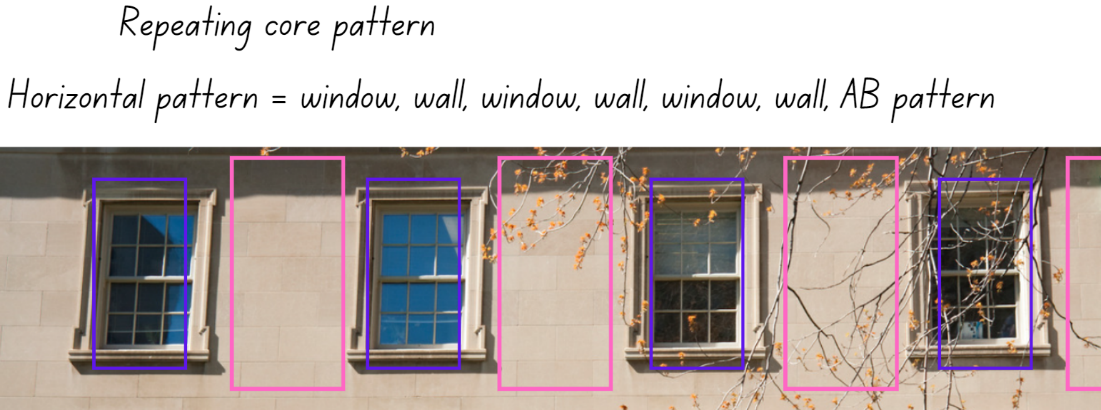 Repeating core pattern
Horizontal pattern = window, wall, window, wall, window, wall, AB pattern